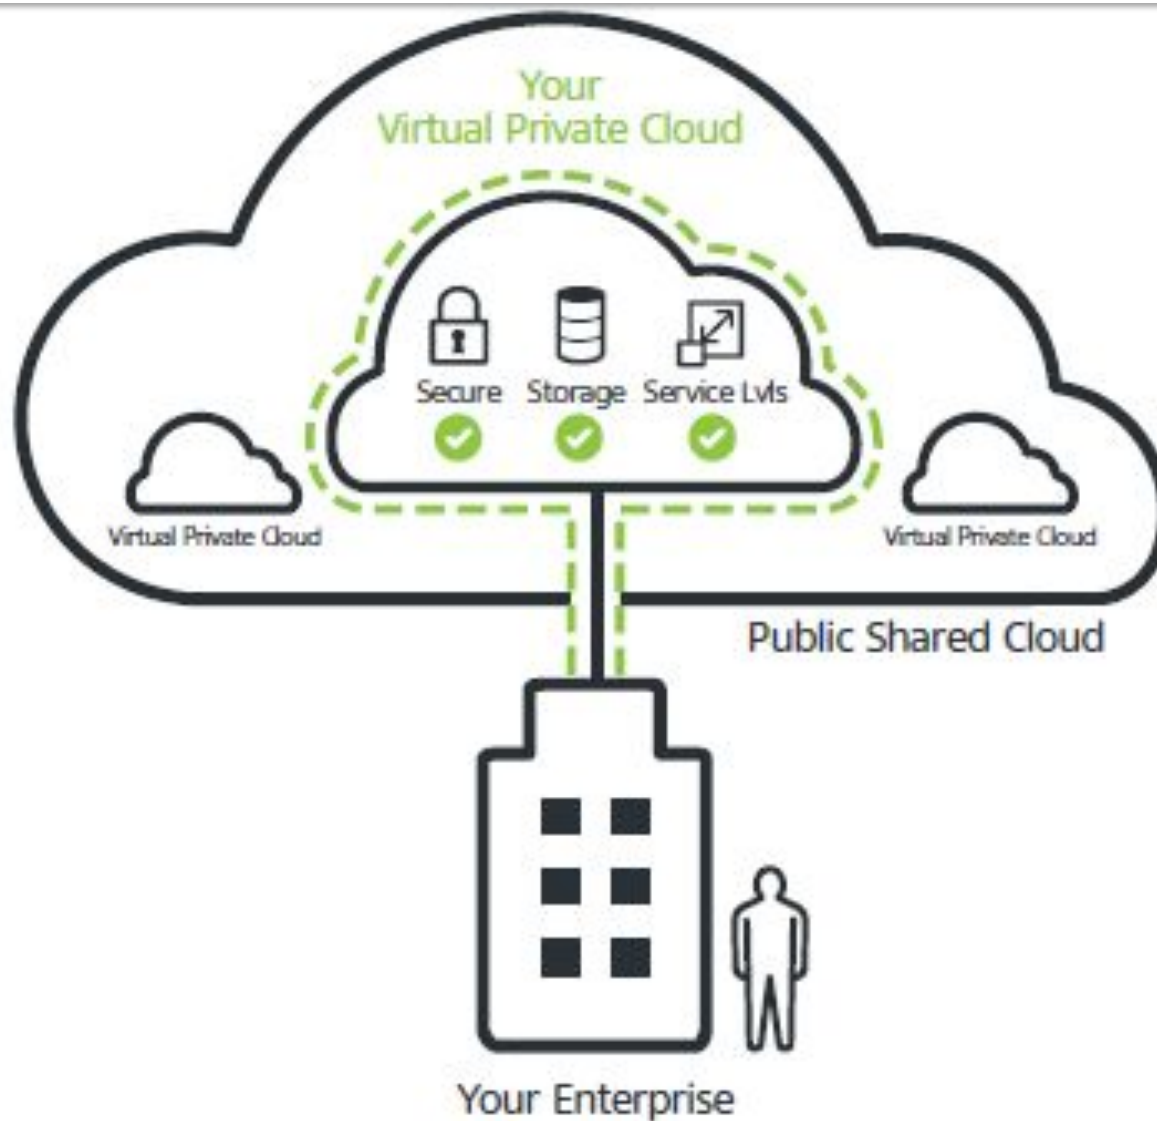 Your
Virtual Private Cloud
Secure Storage Service Lvls
Virtual Private Cloud
Virtual Private Cloud
Public Shared Cloud
Your Enterprise